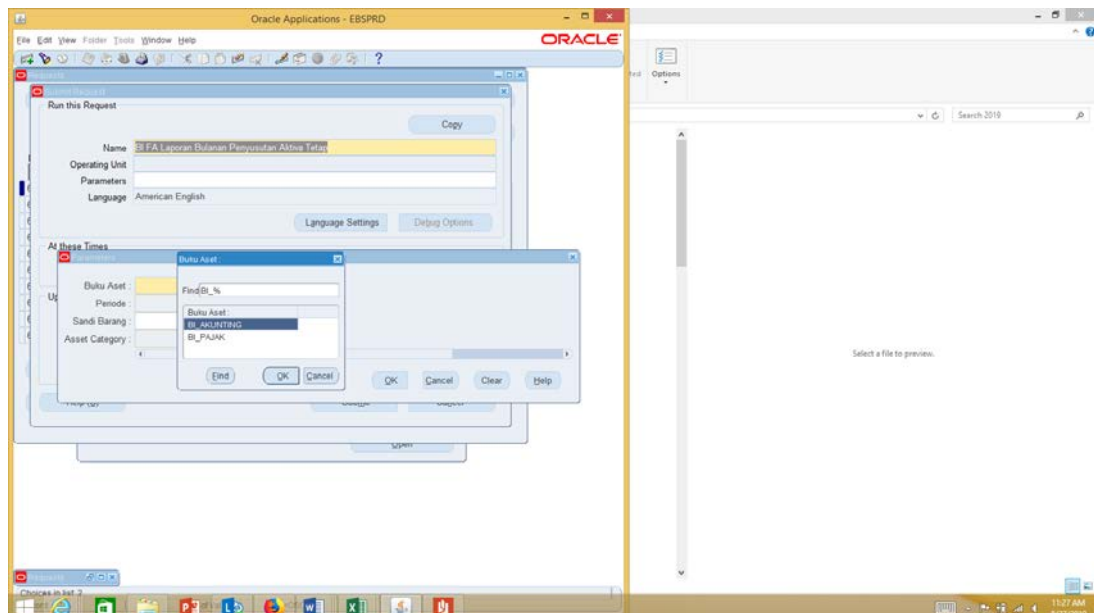 Oracle Applications - EBSPRD
File Edit View Folder Tools Window Help
ORACLE
Requests
Submit Request
Run this Request
Copy
Name BI FA Laporan Bulanan Penyusutan Aktiva Tetap
Operating Unit
Parameters
Language American English
Language Settings Debug Options
At these Times
Parameters
Buku Aset :
Periode :
Sandi Barang :
Asset Category :
Buku Aset :
Find BI_%
Buku Aset :
BI_AKUNTING
BI_PAJAK
Find OK Cancel
OK Cancel Clear Help
Open
Requests
Choices in list 2
Options
Search 2019
Select a file to preview.
11:27 AM